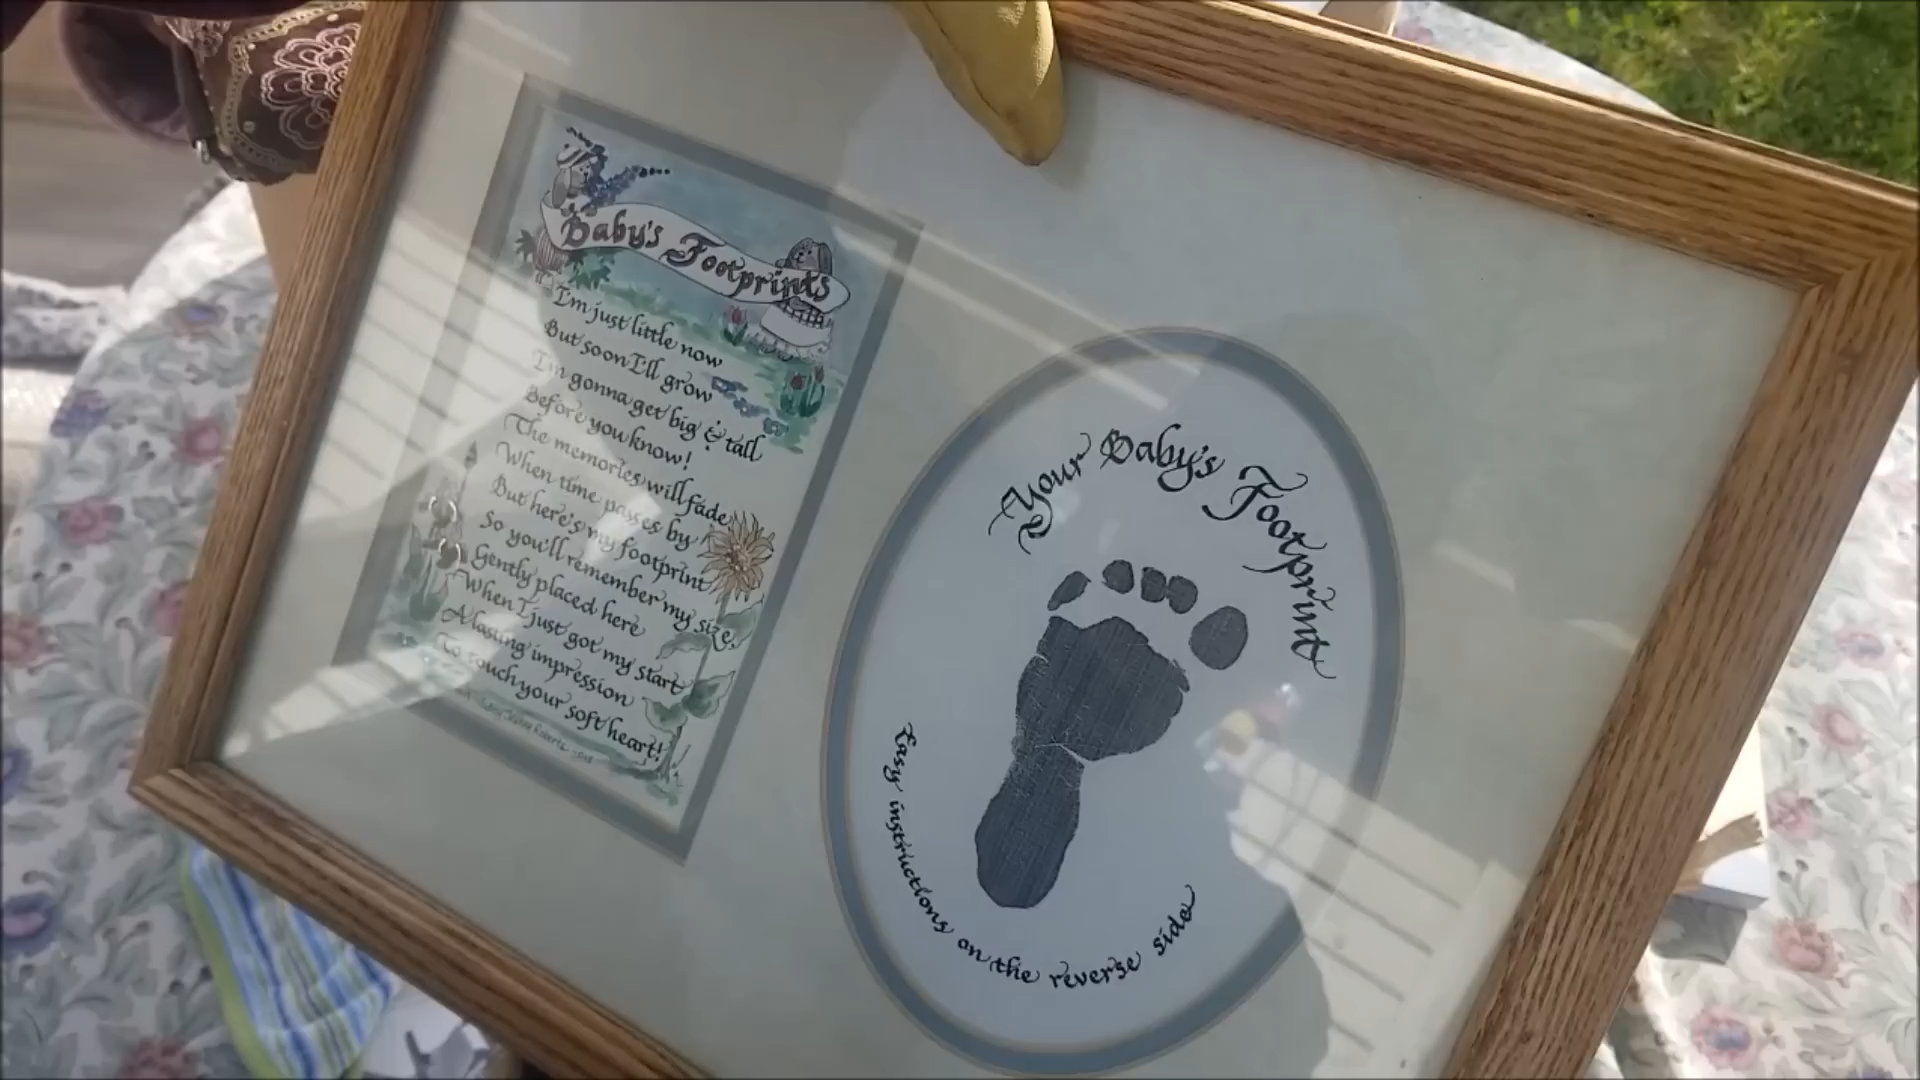 Baby's Footprints
I'm just little now
But soon I'll grow
I'm gonna get big & tall
Before you know!
The memories will fade
When time passes by
But here's my footprint
So you'll remember my size,
Gently placed here
When I just got my start
A lasting impression
To touch your soft heart!
Your Baby's Footprint
Easy instructions on the reverse side